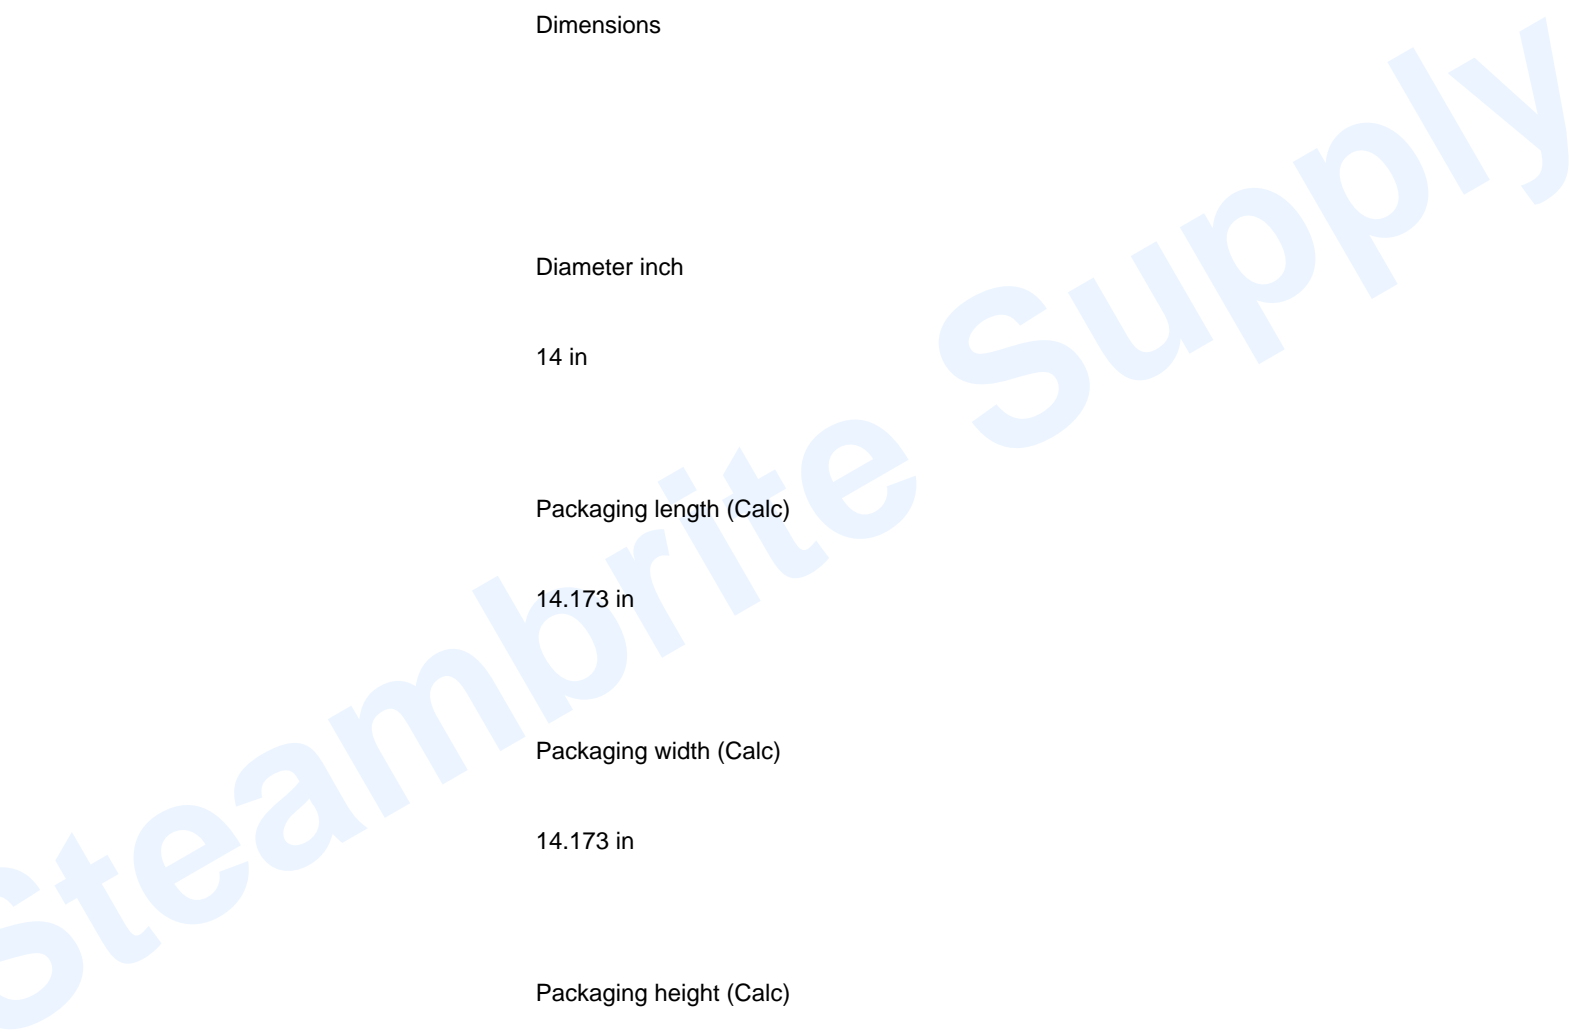 Dimensions
Diameter inch
14 in
Packaging length (Calc)
14.173 in
Packaging width (Calc)
14.173 in
Packaging height (Calc)
Steambrite Supply